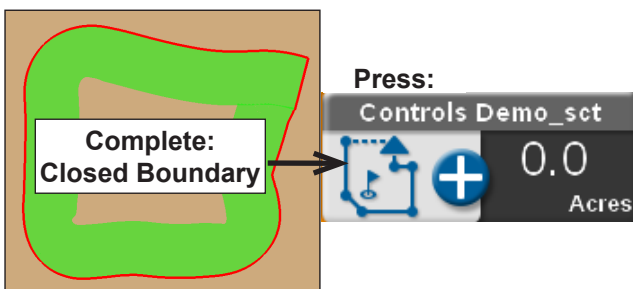 Press:
Controls Demo_sct
Complete:
Closed Boundary
0.0
Acres